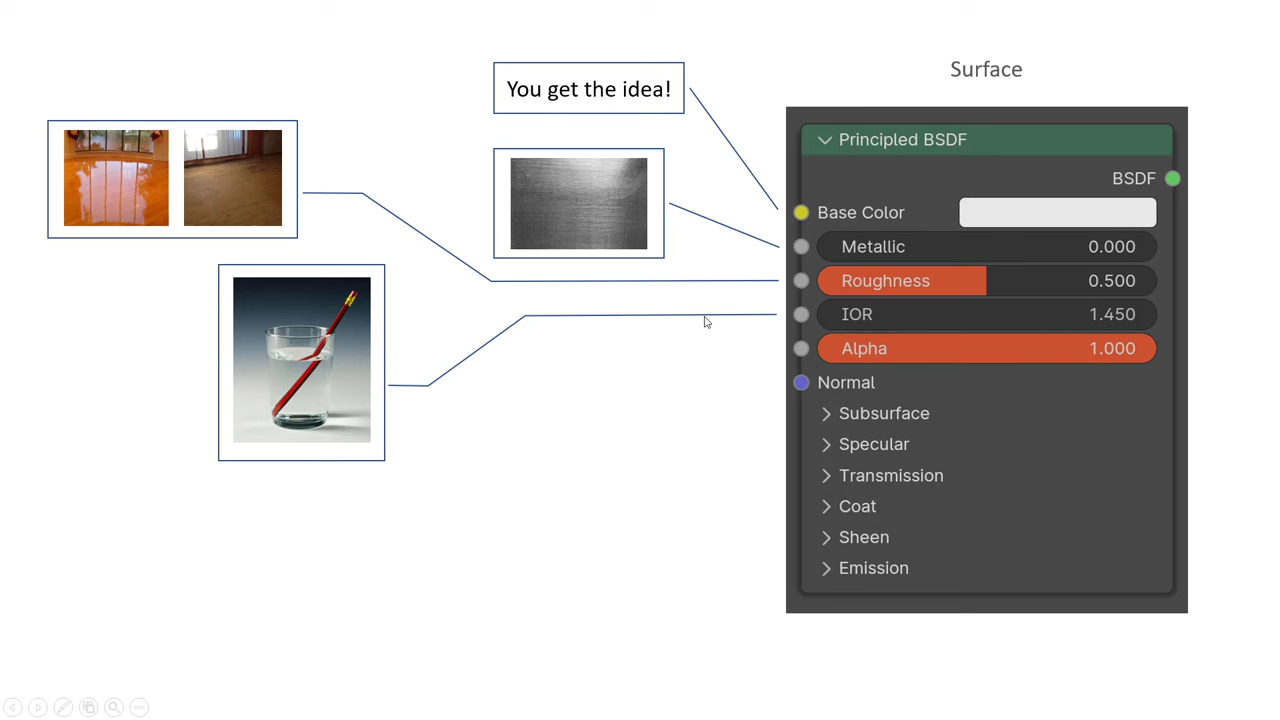 You get the idea!
Surface
Principled BSDF
BSDF
Base Color
Metallic 0.000
Roughness 0.500
IOR 1.450
Alpha 1.000
Normal
Subsurface
Specular
Transmission
Coat
Sheen
Emission